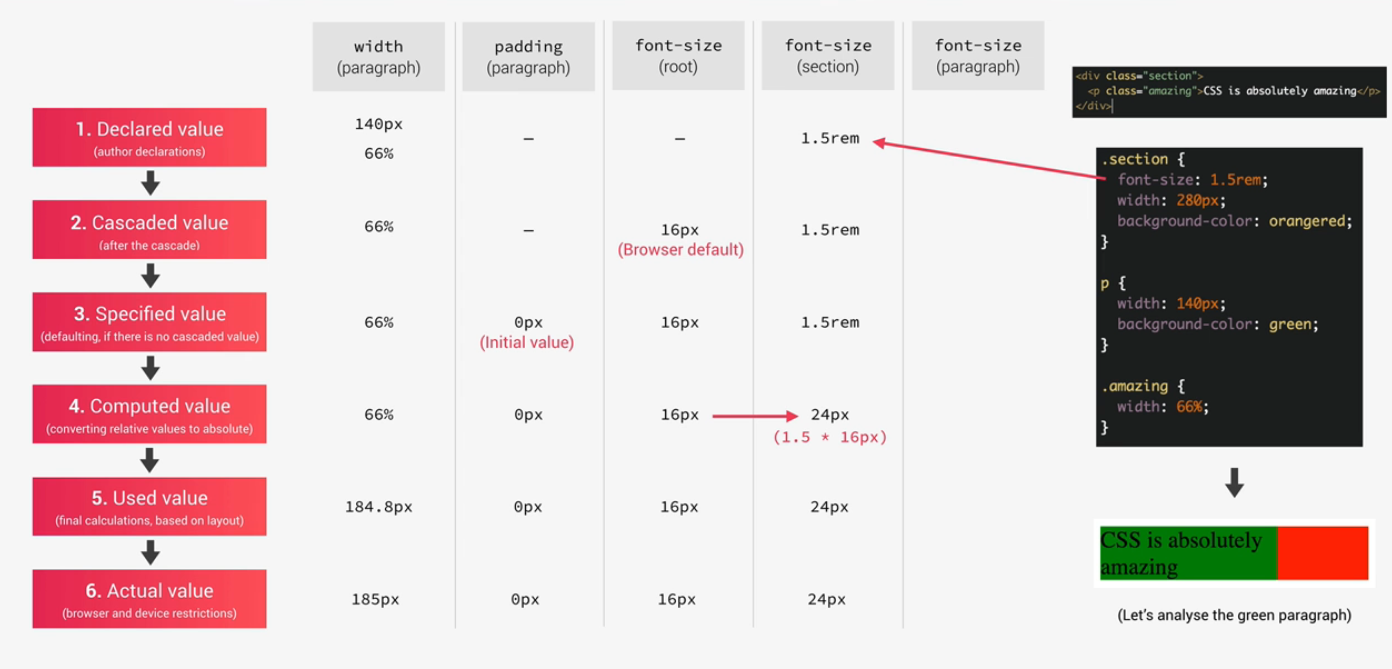 width
(paragraph)
padding
(paragraph)
font-size
(root)
font-size
(section)
font-size
(paragraph)
1. Declared value
(author declarations)
140px
66%
–
–
1.5rem
2. Cascaded value
(after the cascade)
66%
–
16px
(Browser default)
1.5rem
3. Specified value
(defaulting, if there is no cascaded value)
66%
0px
(Initial value)
16px
1.5rem
4. Computed value
(converting relative values to absolute)
66%
0px
16px
24px
(1.5 * 16px)
5. Used value
(final calculations, based on layout)
184.8px
0px
16px
24px
6. Actual value
(browser and device restrictions)
185px
0px
16px
24px
<div class="section">
<p class="amazing">CSS is absolutely amazing</p>
</div>
.section {
font-size: 1.5rem;
width: 280px;
background-color: orangered;
}
p {
width: 140px;
background-color: green;
}
.amazing {
width: 66%;
}
CSS is absolutely
amazing
(Let's analyse the green paragraph)